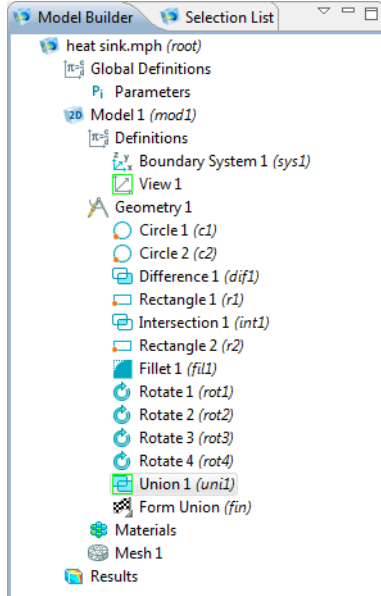 Model Builder Selection List
heat sink.mph (root)
Global Definitions
Pi Parameters
2D Model 1 (mod1)
Definitions
Boundary System 1 (sys1)
View 1
Geometry 1
Circle 1 (c1)
Circle 2 (c2)
Difference 1 (dif1)
Rectangle 1 (r1)
Intersection 1 (int1)
Rectangle 2 (r2)
Fillet 1 (fil1)
Rotate 1 (rot1)
Rotate 2 (rot2)
Rotate 3 (rot3)
Rotate 4 (rot4)
Union 1 (uni1)
Form Union (fin)
Materials
Mesh 1
Results